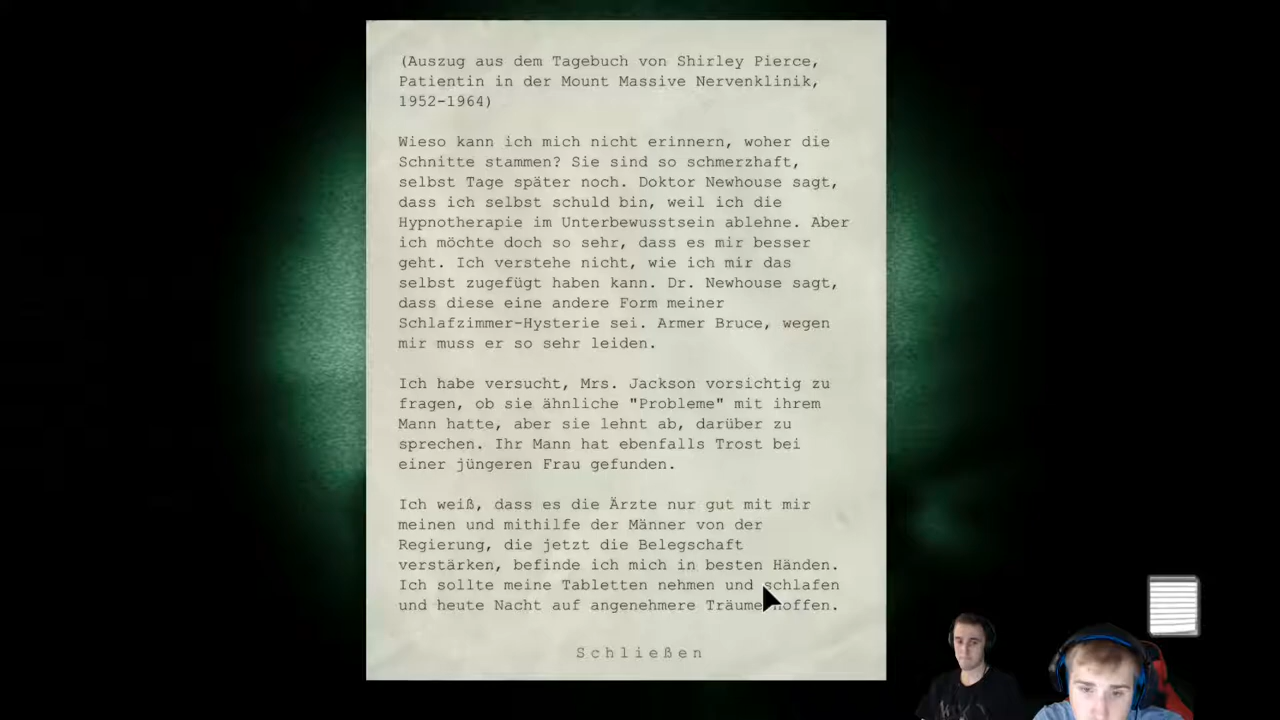 (Auszug aus dem Tagebuch von Shirley Pierce,
Patientin in der Mount Massive Nervenklinik,
1952-1964)
Wieso kann ich mich nicht erinnern, woher die
Schnitte stammen? Sie sind so schmerzhaft,
selbst Tage später noch. Doktor Newhouse sagt,
dass ich selbst schuld bin, weil ich die
Hypnotherapie im Unterbewusstsein ablehne. Aber
ich möchte doch so sehr, dass es mir besser
geht. Ich verstehe nicht, wie ich mir das
selbst zugefügt haben kann. Dr. Newhouse sagt,
dass diese eine andere Form meiner
Schlafzimmer-Hysterie sei. Armer Bruce, wegen
mir muss er so sehr leiden.
Ich habe versucht, Mrs. Jackson vorsichtig zu
fragen, ob sie ähnliche "Probleme" mit ihrem
Mann hatte, aber sie lehnt ab, darüber zu
sprechen. Ihr Mann hat ebenfalls Trost bei
einer jüngeren Frau gefunden.
Ich weiß, dass es die Ärzte nur gut mit mir
meinen und mithilfe der Männer von der
Regierung, die jetzt die Belegschaft
verstärken, befinde ich mich in besten Händen.
Ich sollte meine Tabletten nehmen und schlafen
und heute Nacht auf angenehmere Träume hoffen.
Schließen